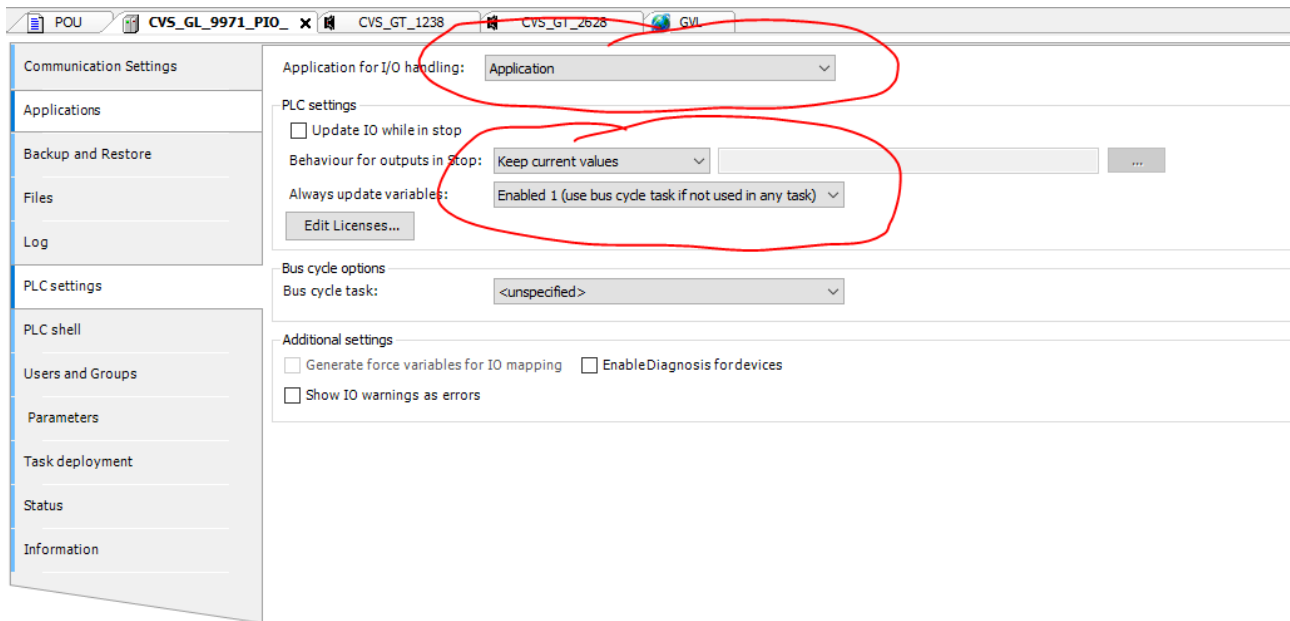 POU CVS_GL_9971_PIO_ x CVS_GT_1238 CVS_GT_2628 GVL
Communication Settings
Applications
Backup and Restore
Files
Log
PLC settings
PLC shell
Users and Groups
Parameters
Task deployment
Status
Information
Application for I/O handling: Application
PLC settings
Update IO while in stop
Behaviour for outputs in Stop: Keep current values ...
Always update variables: Enabled 1 (use bus cycle task if not used in any task)
Edit Licenses...
Bus cycle options
Bus cycle task: <unspecified>
Additional settings
Generate force variables for IO mapping EnableDiagnosis for devices
Show IO warnings as errors